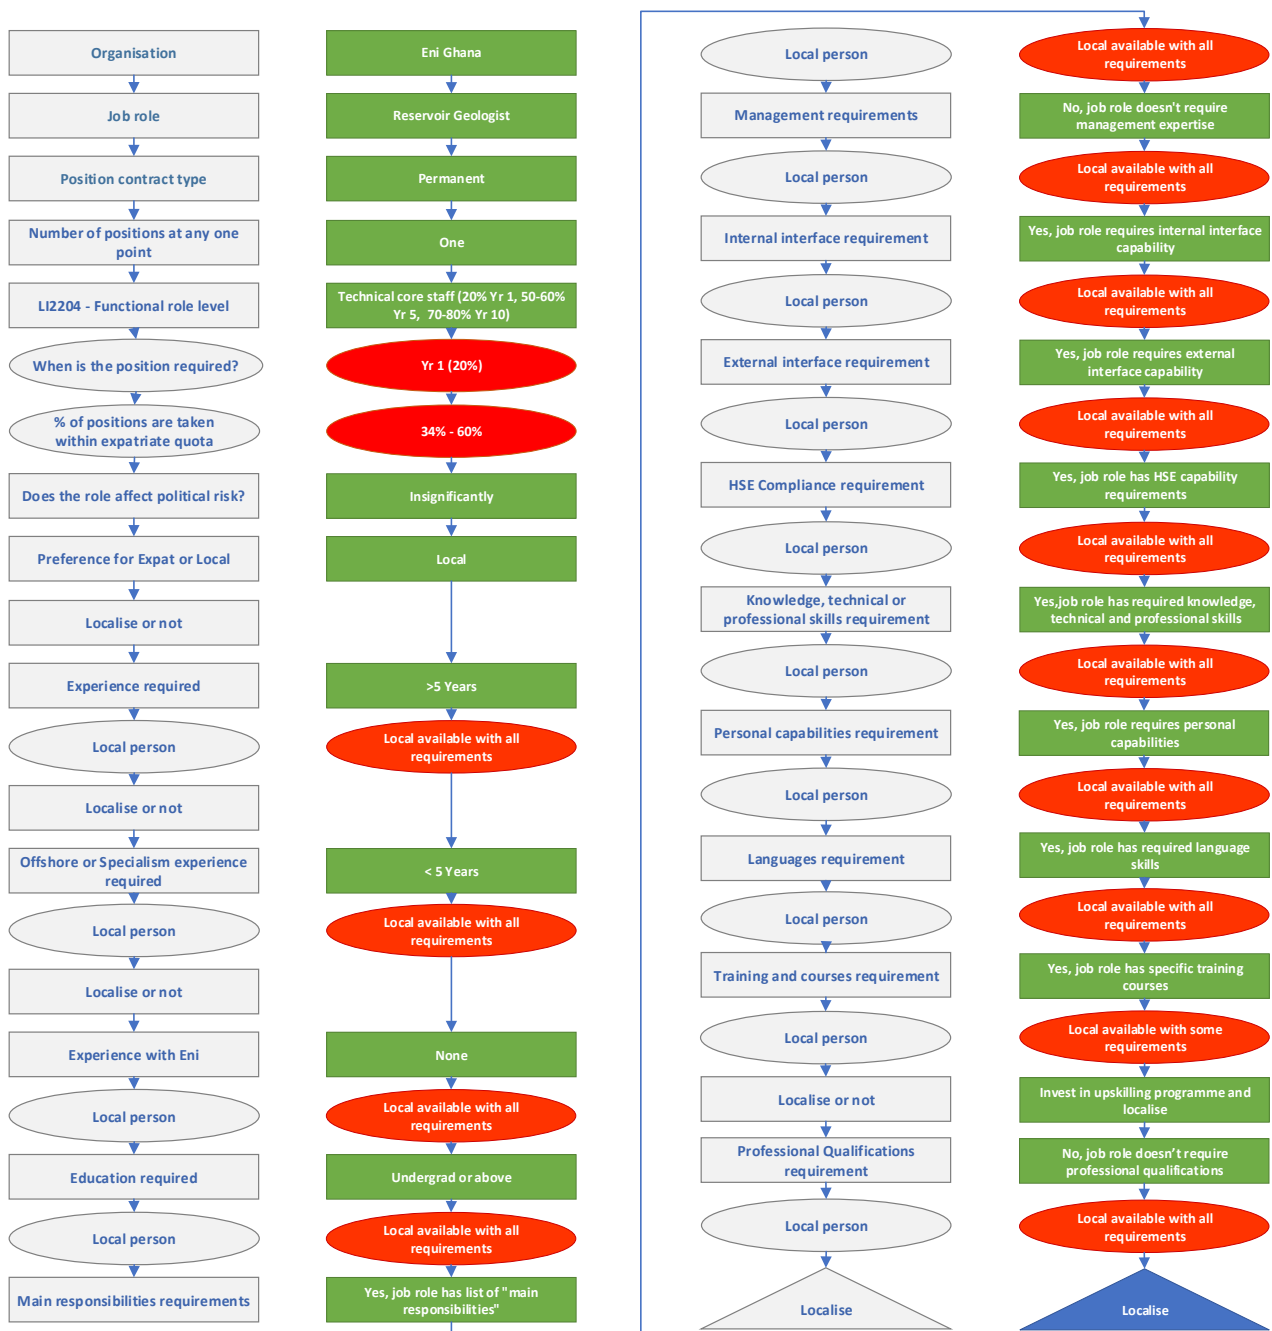 Organisation
Job role
Position contract type
Number of positions at any one
point
LI2204 - Functional role level
When is the position required?
% of positions are taken
within expatriate quota
Does the role affect political risk?
Preference for Expat or Local
Localise or not
Experience required
Local person
Localise or not
Offshore or Specialism experience
required
Local person
Localise or not
Experience with Eni
Local person
Education required
Local person
Main responsibilities requirements
Eni Ghana
Reservoir Geologist
Permanent
One
Technical core staff (20% Yr 1, 50-60%
Yr 5, 70-80% Yr 10)
Yr 1 (20%)
34% - 60%
Insignificantly
Local
>5 Years
Local available with all
requirements
< 5 Years
Local available with all
requirements
None
Local available with all
requirements
Undergrad or above
Local available with all
requirements
Yes, job role has list of "main
responsibilities"
Local person
Management requirements
Local person
Internal interface requirement
Local person
External interface requirement
Local person
HSE Compliance requirement
Local person
Knowledge, technical or
professional skills requirement
Local person
Personal capabilities requirement
Local person
Languages requirement
Local person
Training and courses requirement
Local person
Localise or not
Professional Qualifications
requirement
Local person
Localise
Local available with all
requirements
No, job role doesn't require
management expertise
Local available with all
requirements
Yes, job role requires internal interface
capability
Local available with all
requirements
Yes, job role requires external
interface capability
Local available with all
requirements
Yes, job role has HSE capability
requirements
Local available with all
requirements
Yes,job role has required knowledge,
technical and professional skills
Local available with all
requirements
Yes, job role requires personal
capabilities
Local available with all
requirements
Yes, job role has required language
skills
Local available with all
requirements
Yes, job role has specific training
courses
Local available with some
requirements
Invest in upskilling programme and
localise
No, job role doesn't require
professional qualifications
Local available with all
requirements
Localise